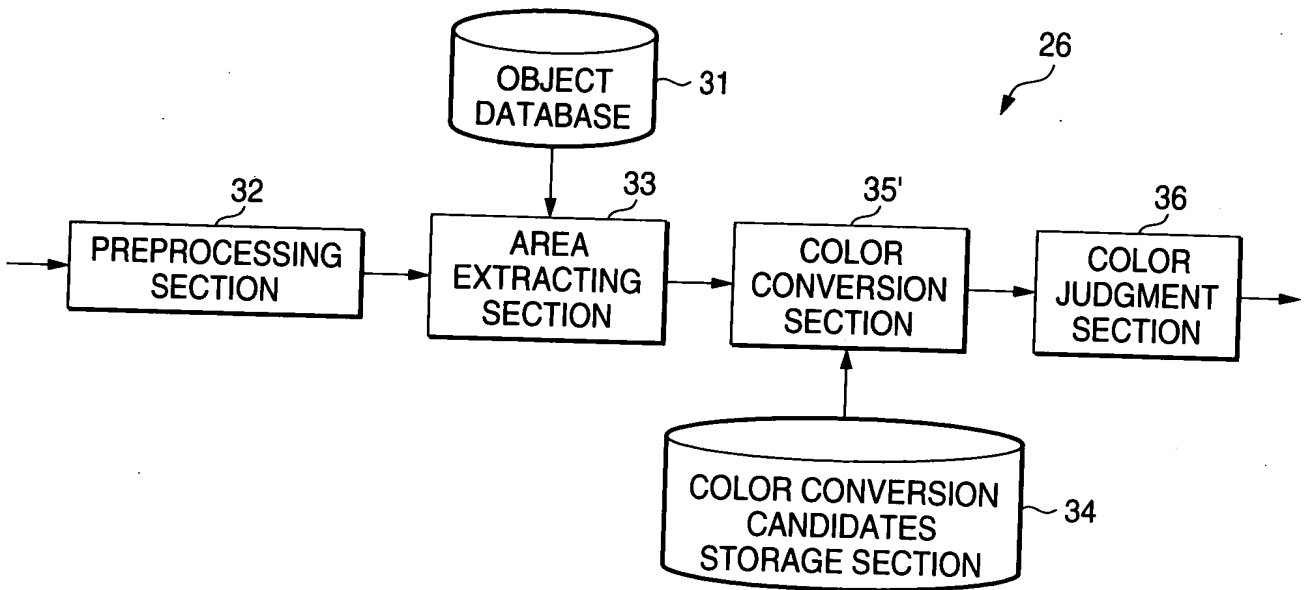 OBJECT
DATABASE
31
26
32
PREPROCESSING
SECTION
33
AREA
EXTRACTING
SECTION
35'
COLOR
CONVERSION
SECTION
36
COLOR
JUDGMENT
SECTION
COLOR CONVERSION
CANDIDATES
STORAGE SECTION
34